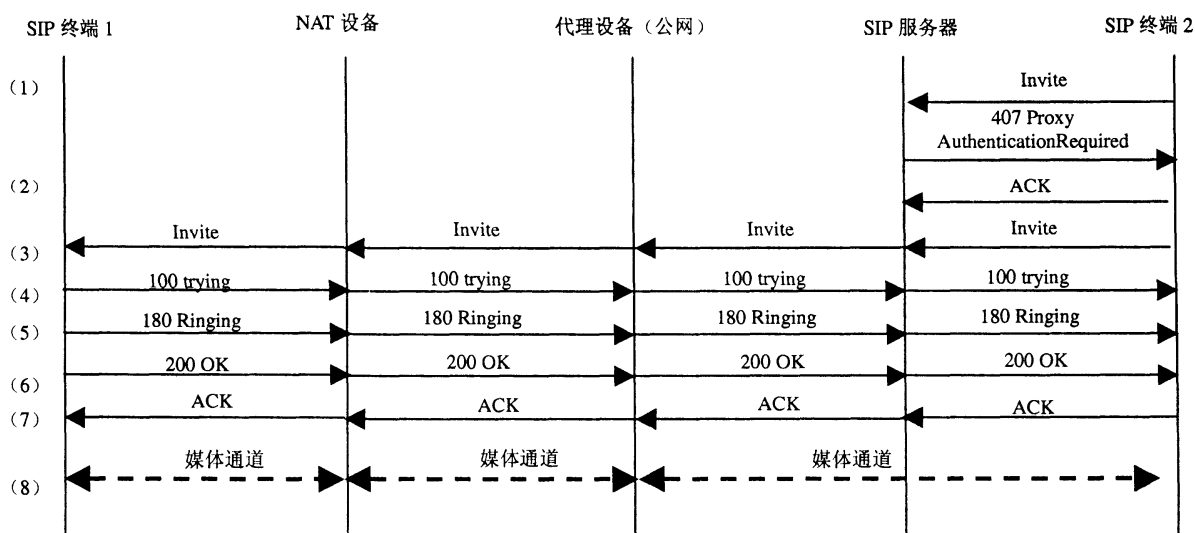 SIP 终端 1 NAT 设备 代理设备（公网） SIP 服务器 SIP 终端 2
（1） Invite
407 Proxy
AuthenticationRequired
（2） ACK
（3） Invite Invite Invite Invite
（4） 100 trying 100 trying 100 trying 100 trying
（5） 180 Ringing 180 Ringing 180 Ringing 180 Ringing
（6） 200 OK 200 OK 200 OK 200 OK
（7） ACK ACK ACK ACK
（8） 媒体通道 媒体通道 媒体通道